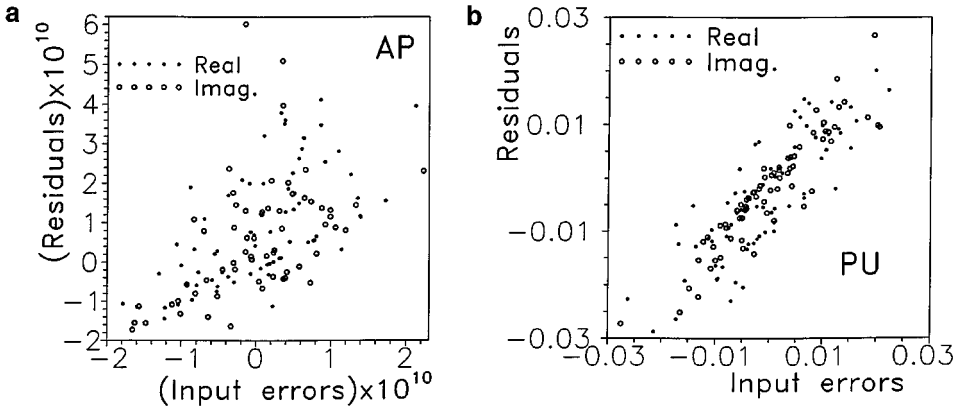 a
AP
Real
Imag.
(Residuals)x10^10
6
5
4
3
2
1
0
−1
−2
−2 −1 0 1 2
(Input errors)x10^10
b
PU
Real
Imag.
Residuals
0.03
0.01
−0.01
−0.03
−0.03 −0.01 0.01 0.03
Input errors